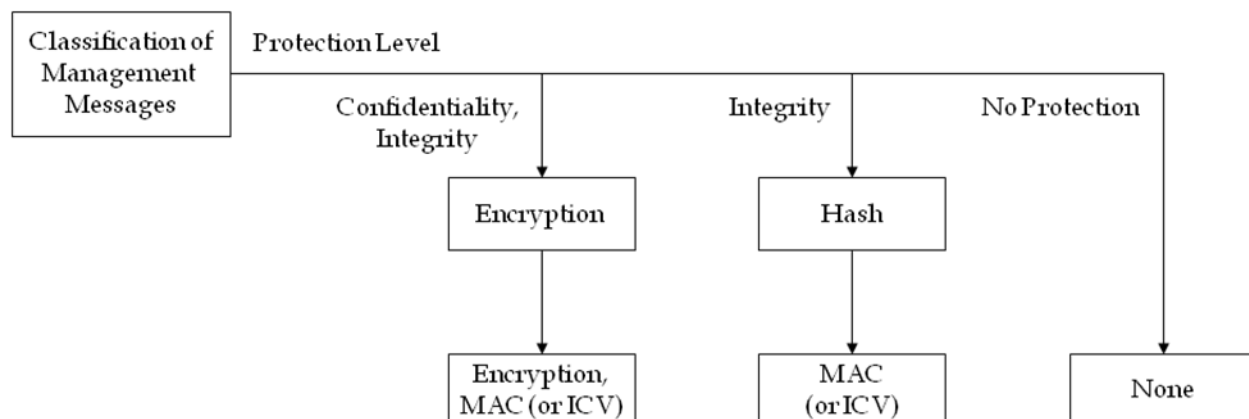 Classification of
Management
Messages
Protection Level
Confidentiality,
Integrity
Integrity
No Protection
Encryption
Hash
Encryption,
MAC (or ICV)
MAC
(or ICV)
None